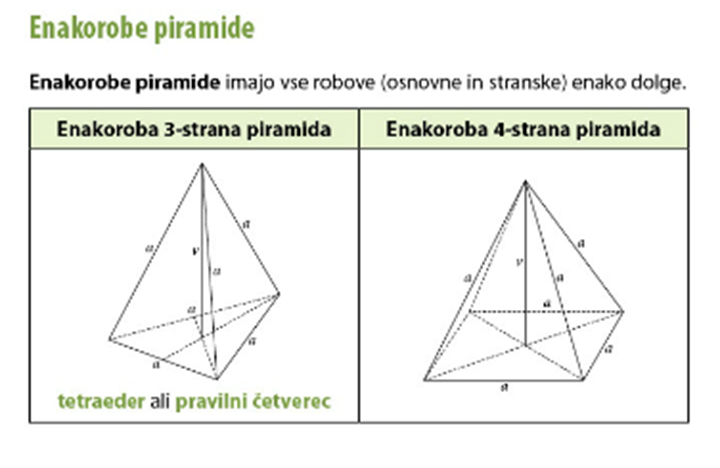 Enakorobe piramide
Enakorobe piramide imajo vse robove (osnovne in stranske) enako dolge.
Enakoroba 3-strana piramida
Enakoroba 4-strana piramida
a
a
v
a
a
a
a
tetraeder ali pravilni četverec
a
a
v
a
a
a
a